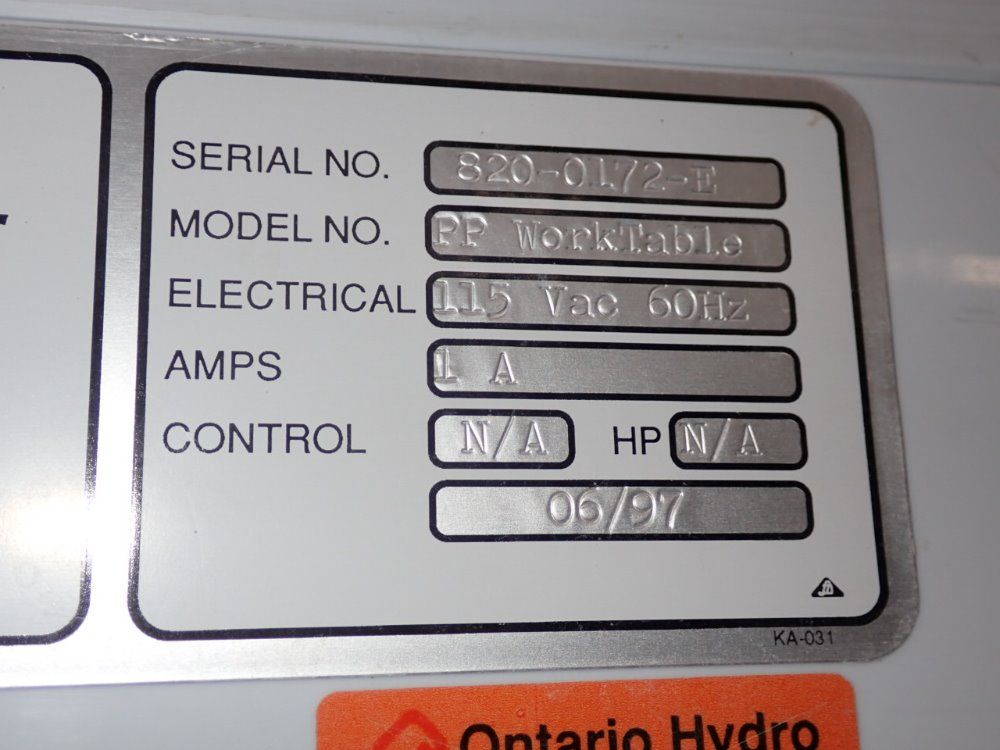 SERIAL NO. 820-0172-E
MODEL NO. PP WorkTable
ELECTRICAL 115 Vac 60Hz
AMPS 1 A
CONTROL N/A HP N/A
06/97
KA-031
Ontario Hydro